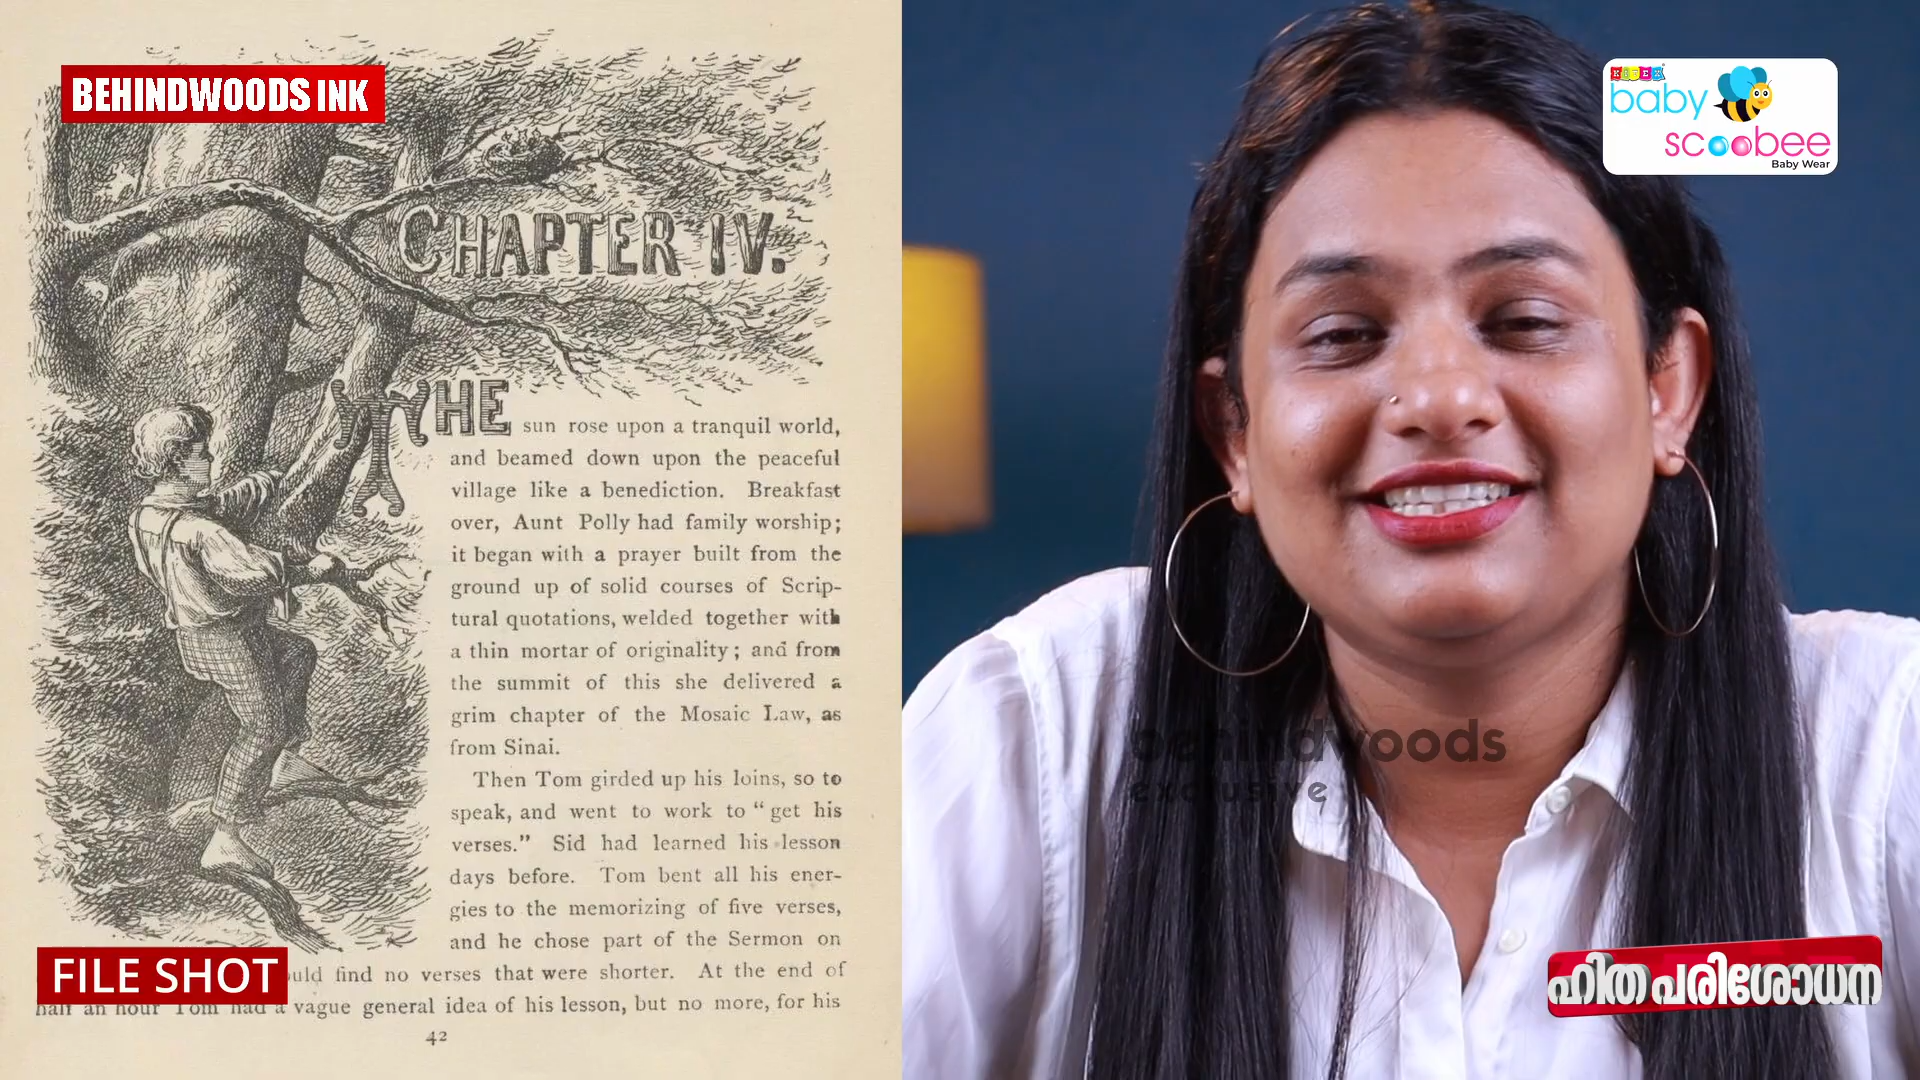 BEHINDWOODS INK
CHAPTER IV.
THE sun rose upon a tranquil world,
and beamed down upon the peaceful
village like a benediction. Breakfast
over, Aunt Polly had family worship;
it began with a prayer built from the
ground up of solid courses of Scrip-
tural quotations, welded together with
a thin mortar of originality; and from
the summit of this she delivered a
grim chapter of the Mosaic Law, as
from Sinai.
Then Tom girded up his loins, so to
speak, and went to work to “get his
verses.” Sid had learned his lesson
days before. Tom bent all his ener-
gies to the memorizing of five verses,
and he chose part of the Sermon on
find no verses that were shorter. At the end of
half an hour Tom had a vague general idea of his lesson, but no more, for his
42
FILE SHOT
KITEX
baby
scoobee
Baby Wear
behindwoods
exclusive
ഹിത പരിശോധന